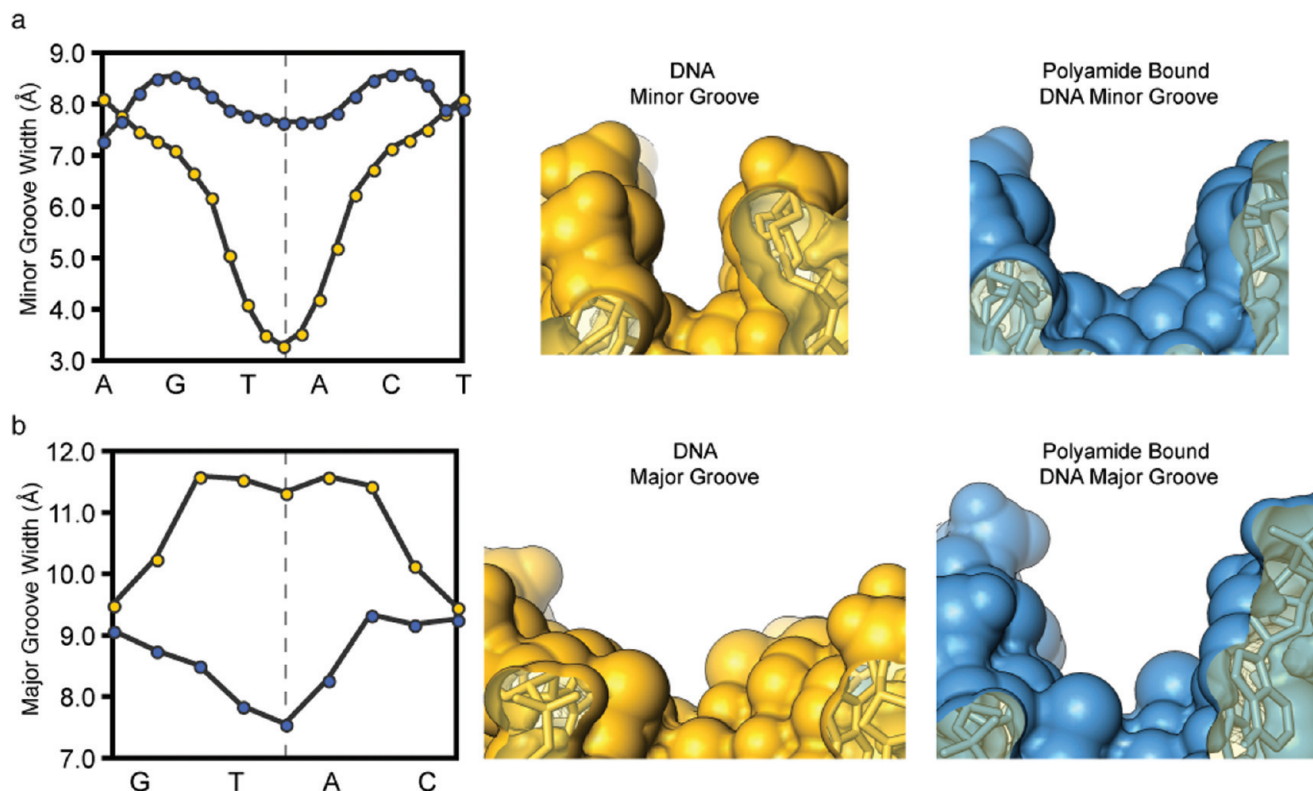 a
Minor Groove Width (Å)
9.0
8.0
7.0
6.0
5.0
4.0
3.0
A G T A C T
DNA
Minor Groove
Polyamide Bound
DNA Minor Groove
b
Major Groove Width (Å)
12.0
11.0
10.0
9.0
8.0
7.0
G T A C
DNA
Major Groove
Polyamide Bound
DNA Major Groove